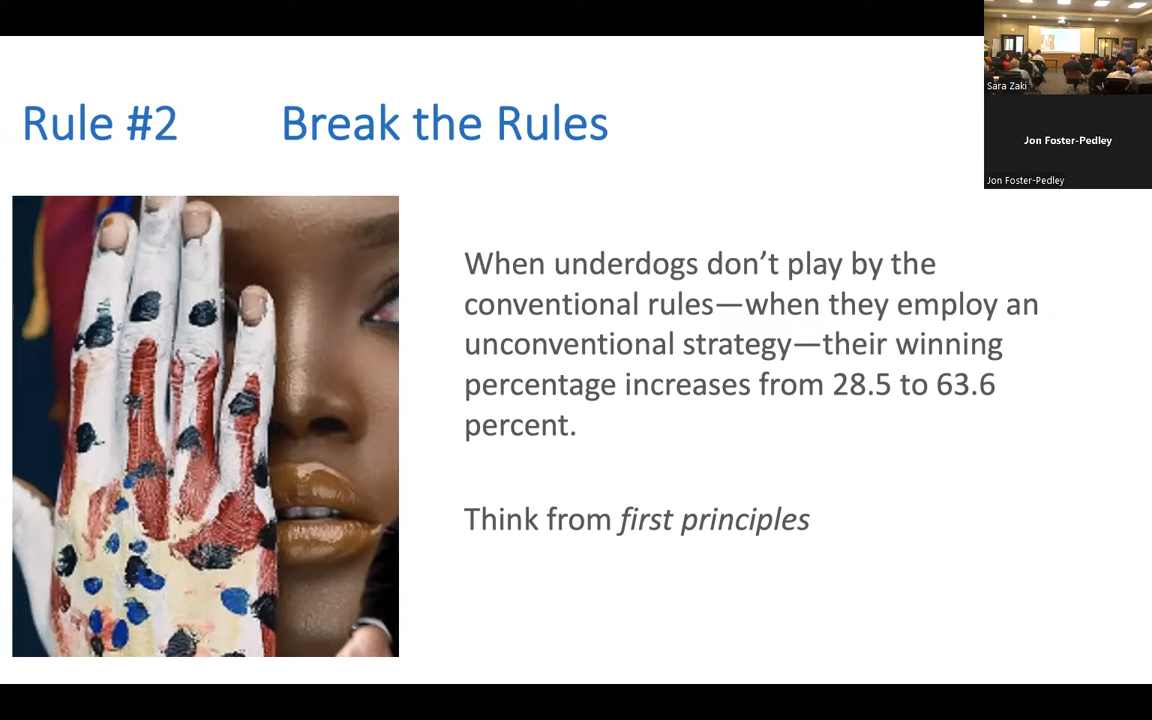 Rule #2 Break the Rules
When underdogs don’t play by the
conventional rules—when they employ an
unconventional strategy—their winning
percentage increases from 28.5 to 63.6
percent.
Think from first principles
Sara Zaki
Jon Foster-Pedley
Jon Foster-Pedley